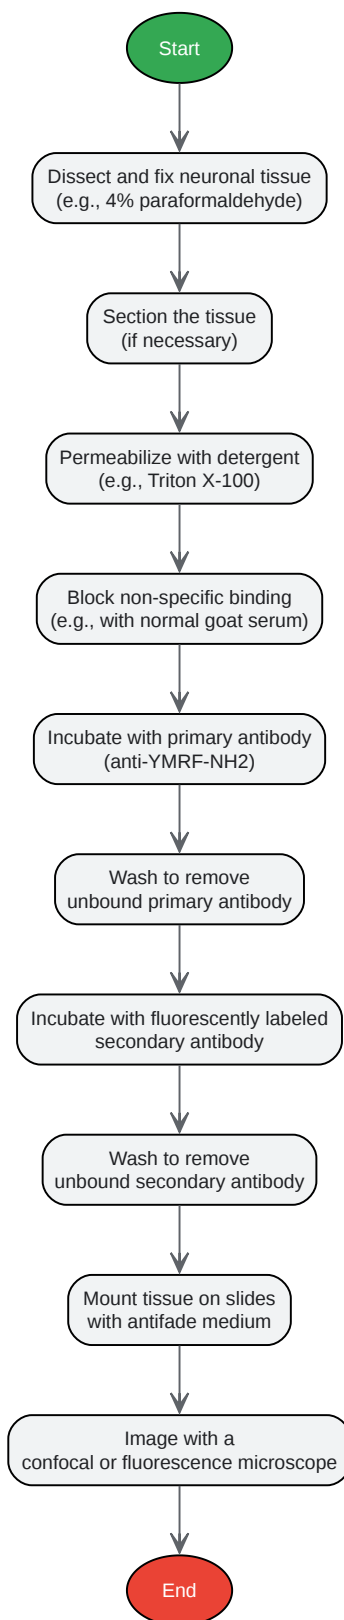 Start
Dissect and fix neuronal tissue
(e.g., 4% paraformaldehyde)
Section the tissue
(if necessary)
Permeabilize with detergent
(e.g., Triton X-100)
Block non-specific binding
(e.g., with normal goat serum)
Incubate with primary antibody
(anti-YMRF-NH2)
Wash to remove
unbound primary antibody
Incubate with fluorescently labeled
secondary antibody
Wash to remove
unbound secondary antibody
Mount tissue on slides
with antifade medium
Image with a
confocal or fluorescence microscope
End